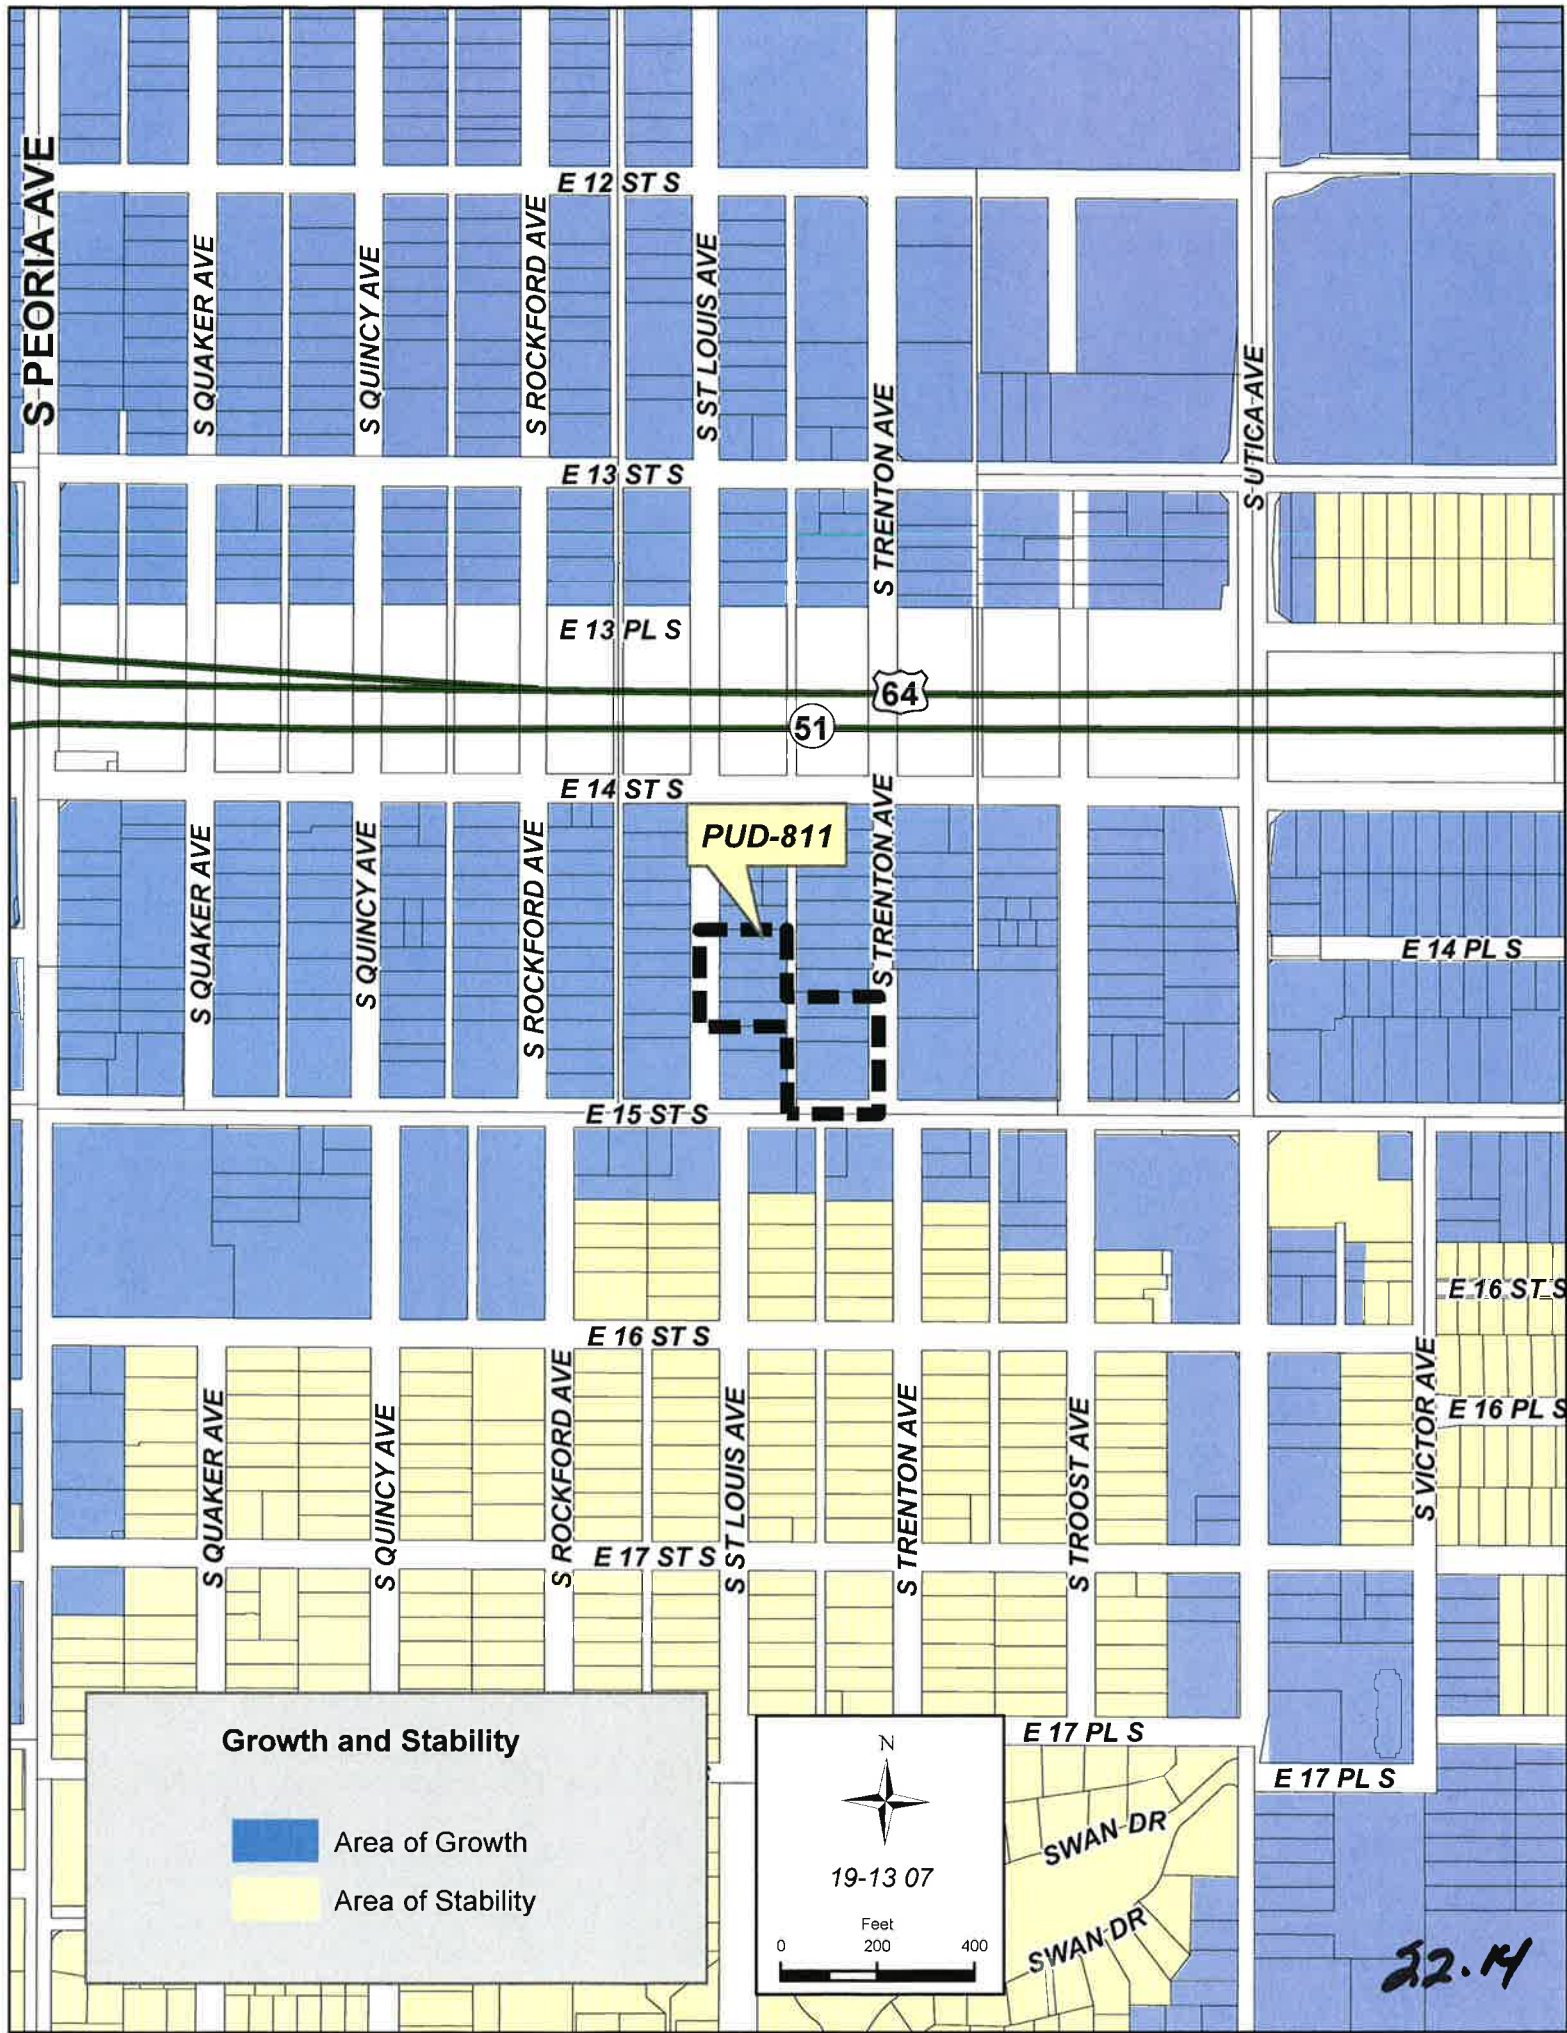 E 12 ST S
S PEORIA AVE
S QUAKER AVE
S QUINCY AVE
S ROCKFORD AVE
S ST LOUIS AVE
S TRENTON AVE
S UTICA AVE
E 13 ST S
E 13 PL S
64
51
E 14 ST S
PUD-811
S QUAKER AVE
S QUINCY AVE
S ROCKFORD AVE
S TRENTON AVE
E 14 PL S
E 15 ST S
E 16 ST S
E 16 ST S
E 16 PL S
S QUAKER AVE
S QUINCY AVE
S ROCKFORD AVE
S ST LOUIS AVE
S TRENTON AVE
S TROOST AVE
S VICTOR AVE
E 17 ST S
E 17 PL S
E 17 PL S
SWAN DR
SWAN DR
Growth and Stability
Area of Growth
Area of Stability
N
19-13 07
Feet
0 200 400
22.14